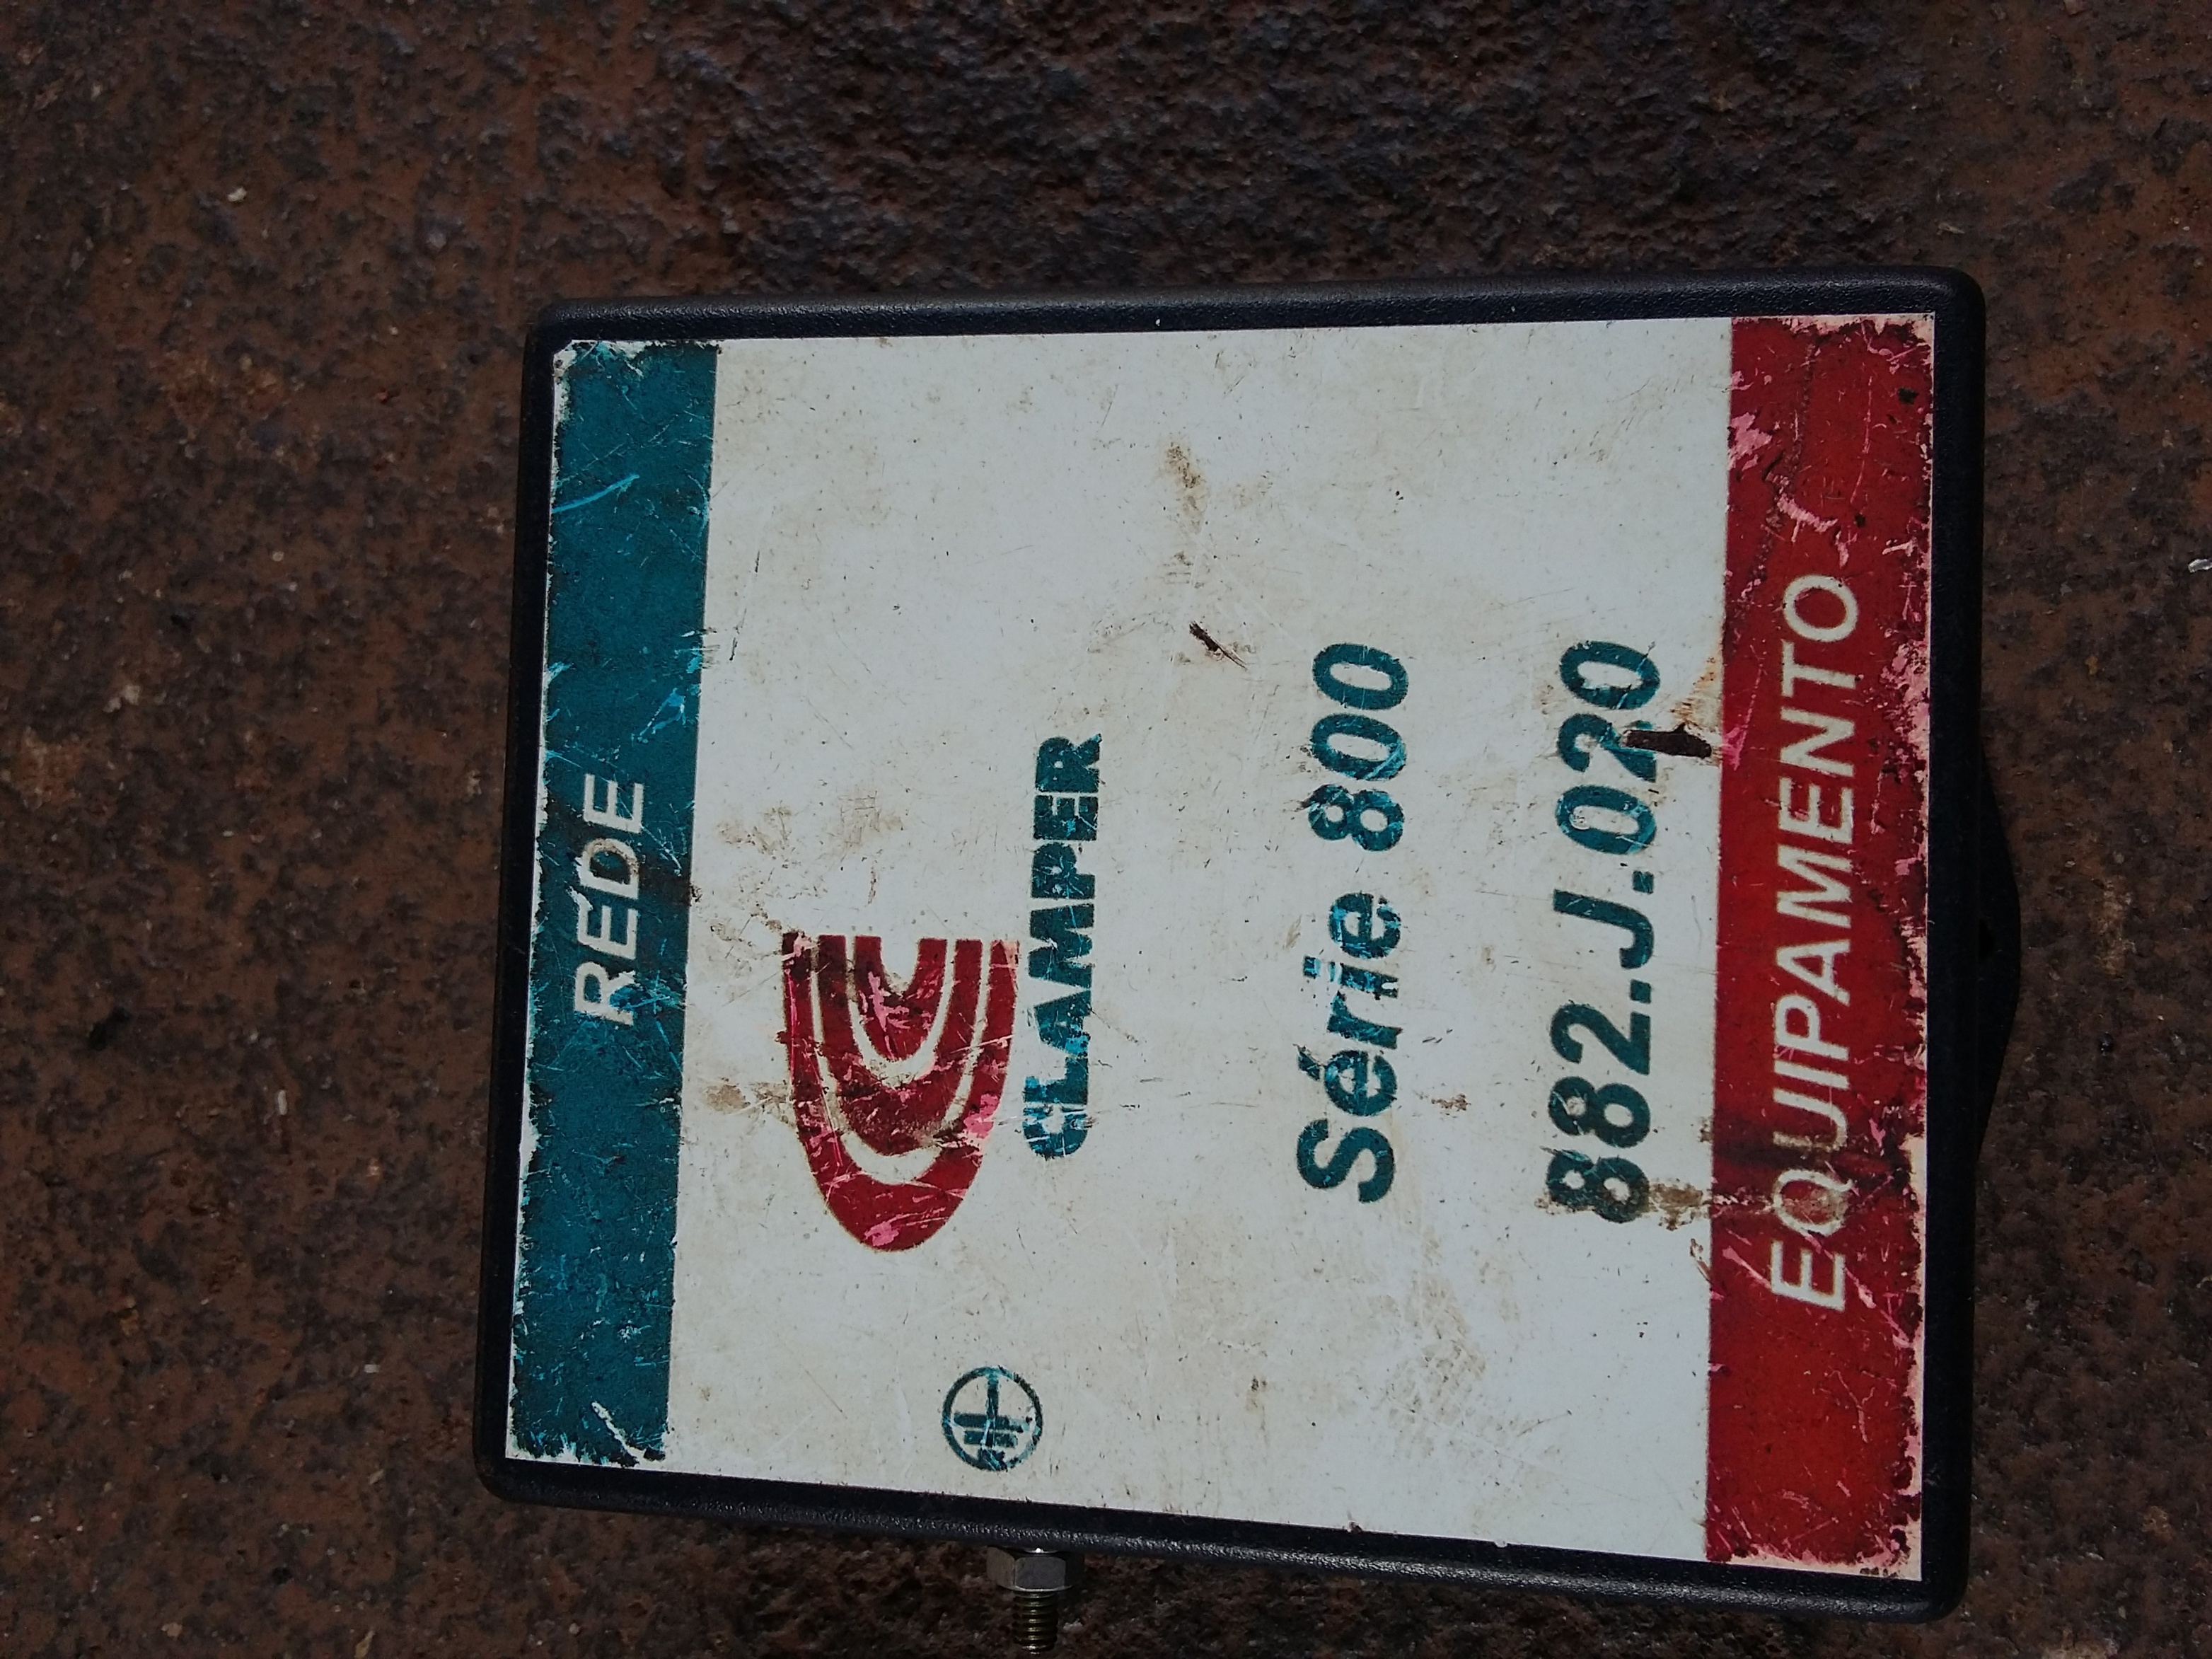 REDE
CLAMPER
Série 800
882.J.020
EQUIPAMENTO